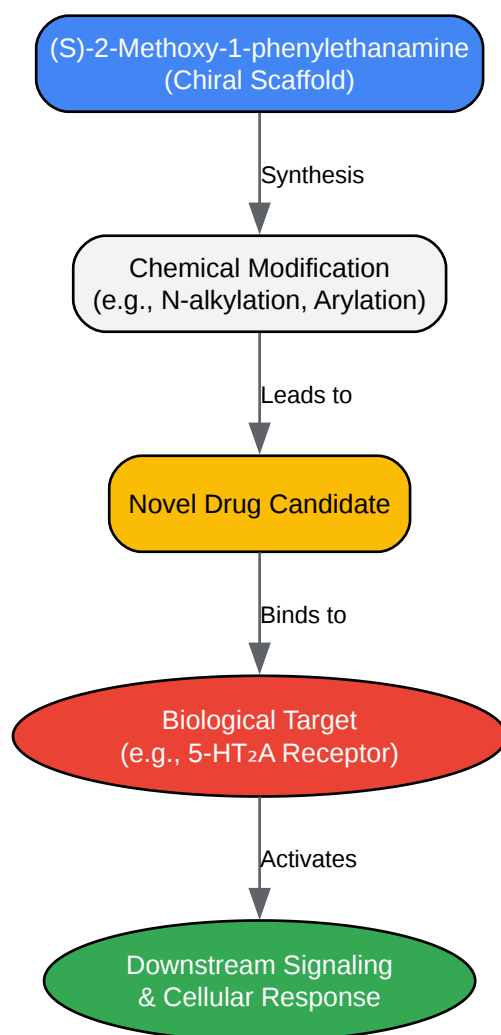 (S)-2-Methoxy-1-phenylethanamine
(Chiral Scaffold)
Synthesis
Chemical Modification
(e.g., N-alkylation, Arylation)
Leads to
Novel Drug Candidate
Binds to
Biological Target
(e.g., 5-HT₂A Receptor)
Activates
Downstream Signaling
& Cellular Response